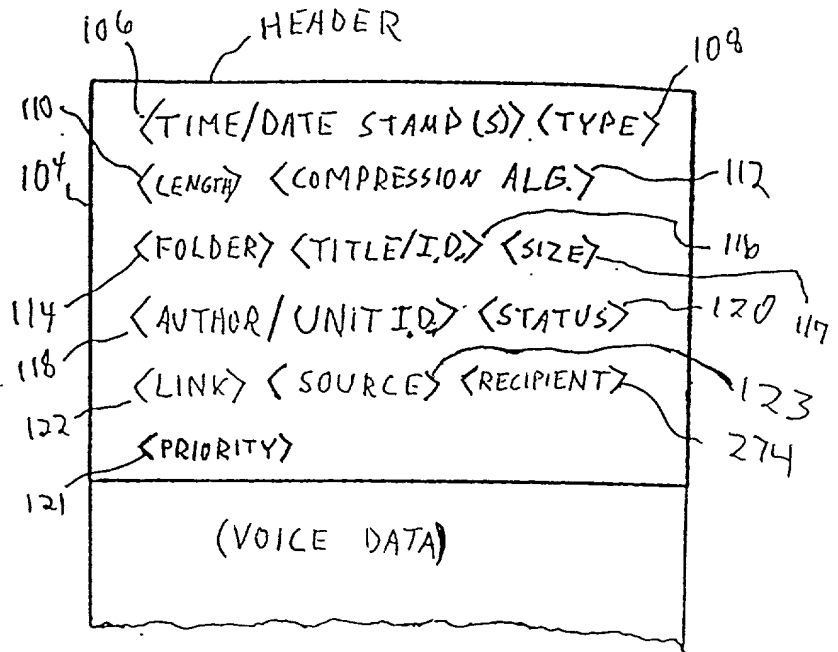 106 HEADER 108
110 <TIME/DATE STAMP(S)> <TYPE>
104 <LENGTH> <COMPRESSION ALG.> 112
<FOLDER> <TITLE/I.D.> <SIZE> 116
114 <AUTHOR/UNIT I.D.> <STATUS> 120 117
118
<LINK> <SOURCE> <RECIPIENT> 123
122 <PRIORITY> 274
121
(VOICE DATA)